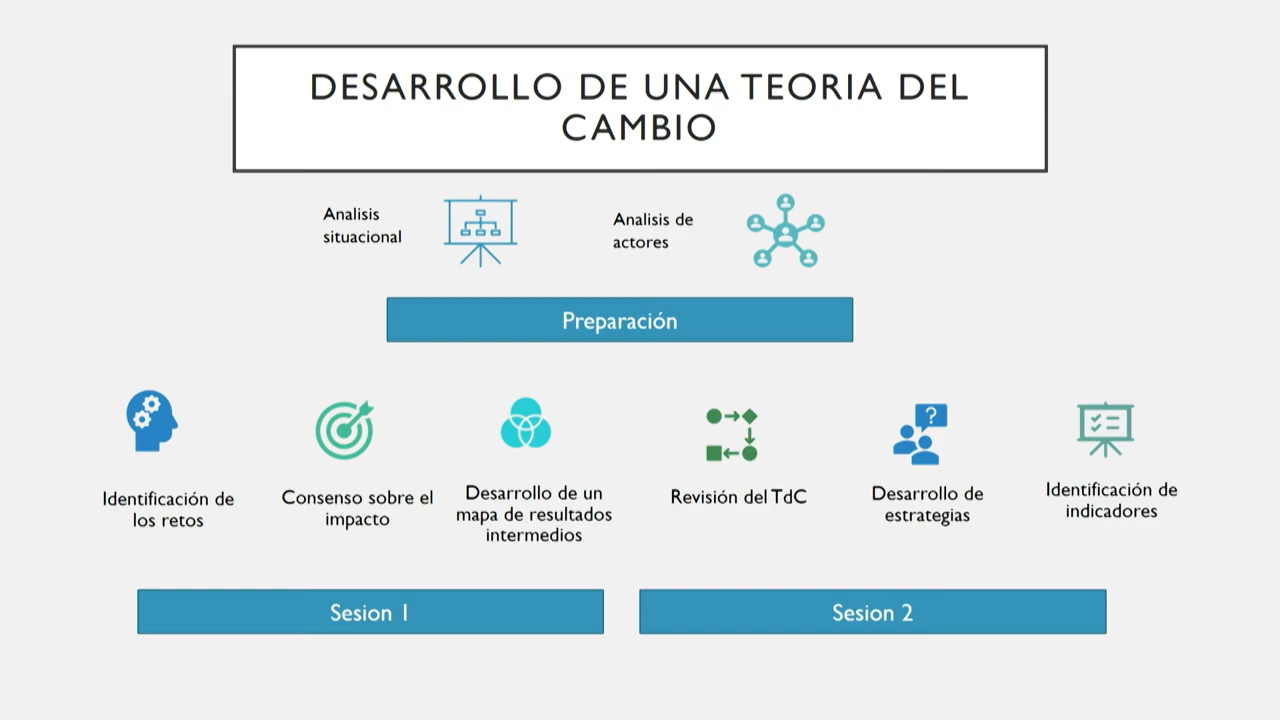 DESARROLLO DE UNA TEORIA DEL
CAMBIO
Analisis
situacional
Analisis de
actores
Preparación
Identificación de
los retos
Consenso sobre el
impacto
Desarrollo de un
mapa de resultados
intermedios
Revisión del TdC
Desarrollo de
estrategias
?
Identificación de
indicadores
Sesion 1
Sesion 2